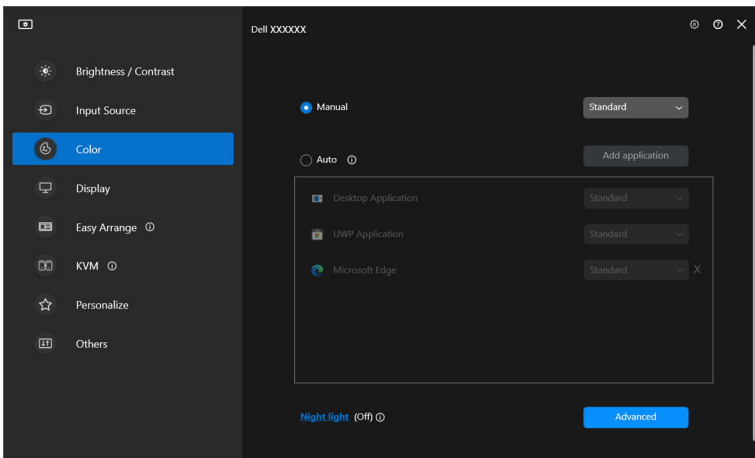 Dell XXXXXX
Brightness / Contrast
Input Source
Color
Display
Easy Arrange
KVM
Personalize
Others
Manual
Standard
Auto
Add application
Desktop Application
Standard
UWP Application
Standard
Microsoft Edge
Standard
X
Night light (Off)
Advanced